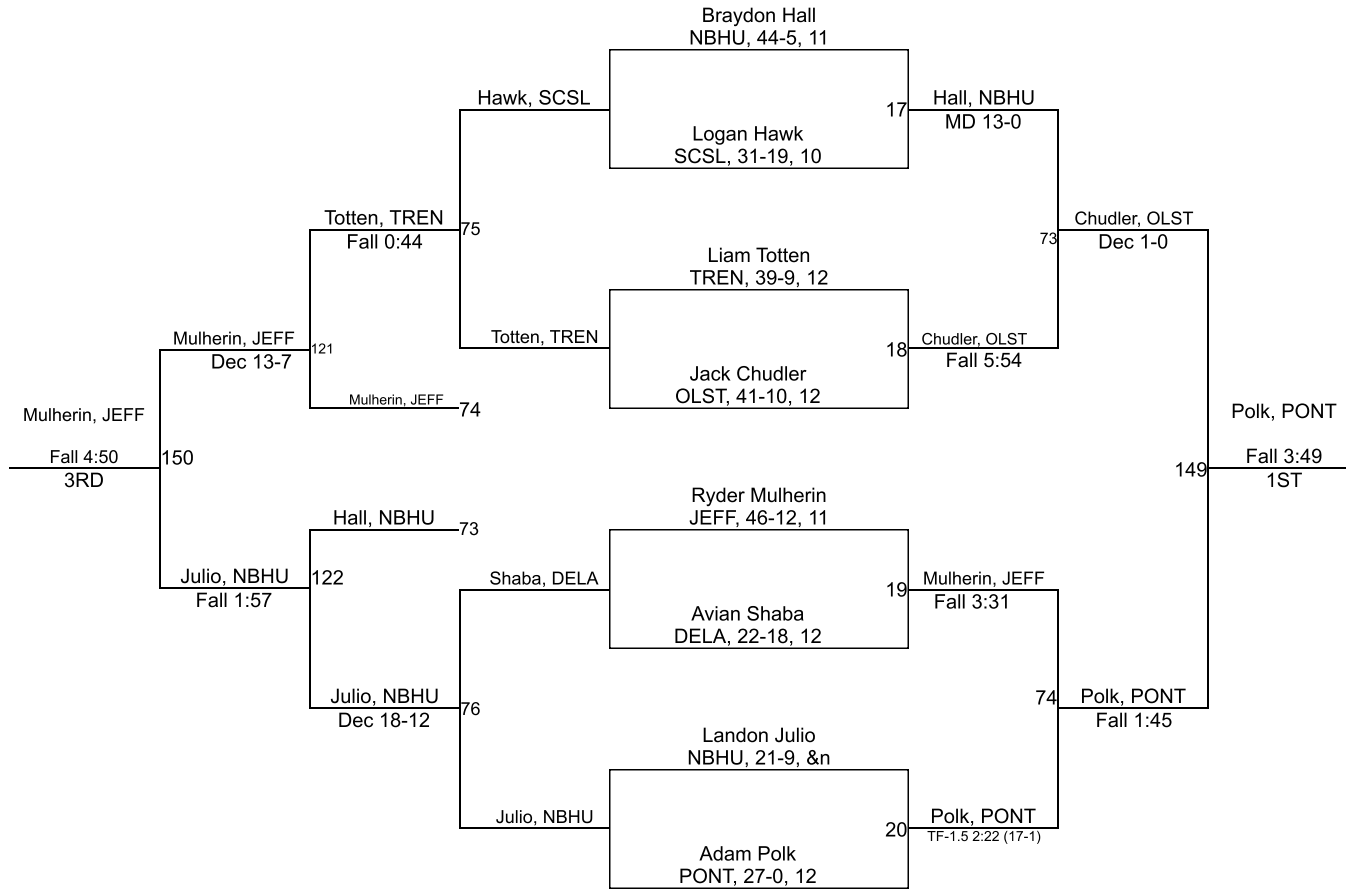 Braydon Hall
NBHU, 44-5, 11
Hawk, SCSL
17
Hall, NBHU
MD 13-0
Logan Hawk
SCSL, 31-19, 10
Totten, TREN
Fall 0:44
75
73
Chudler, OLST
Dec 1-0
Liam Totten
TREN, 39-9, 12
Mulherin, JEFF
Dec 13-7
121
Totten, TREN
18
Chudler, OLST
Fall 5:54
Jack Chudler
OLST, 41-10, 12
Mulherin, JEFF
74
Mulherin, JEFF
Fall 4:50
3RD
150
Polk, PONT
149
Fall 3:49
1ST
Ryder Mulherin
JEFF, 46-12, 11
Hall, NBHU
73
Julio, NBHU
Fall 1:57
122
Shaba, DELA
19
Mulherin, JEFF
Fall 3:31
Avian Shaba
DELA, 22-18, 12
Julio, NBHU
Dec 18-12
76
74
Polk, PONT
Fall 1:45
Landon Julio
NBHU, 21-9, &n
Julio, NBHU
20
Polk, PONT
TF-1.5 2:22 (17-1)
Adam Polk
PONT, 27-0, 12